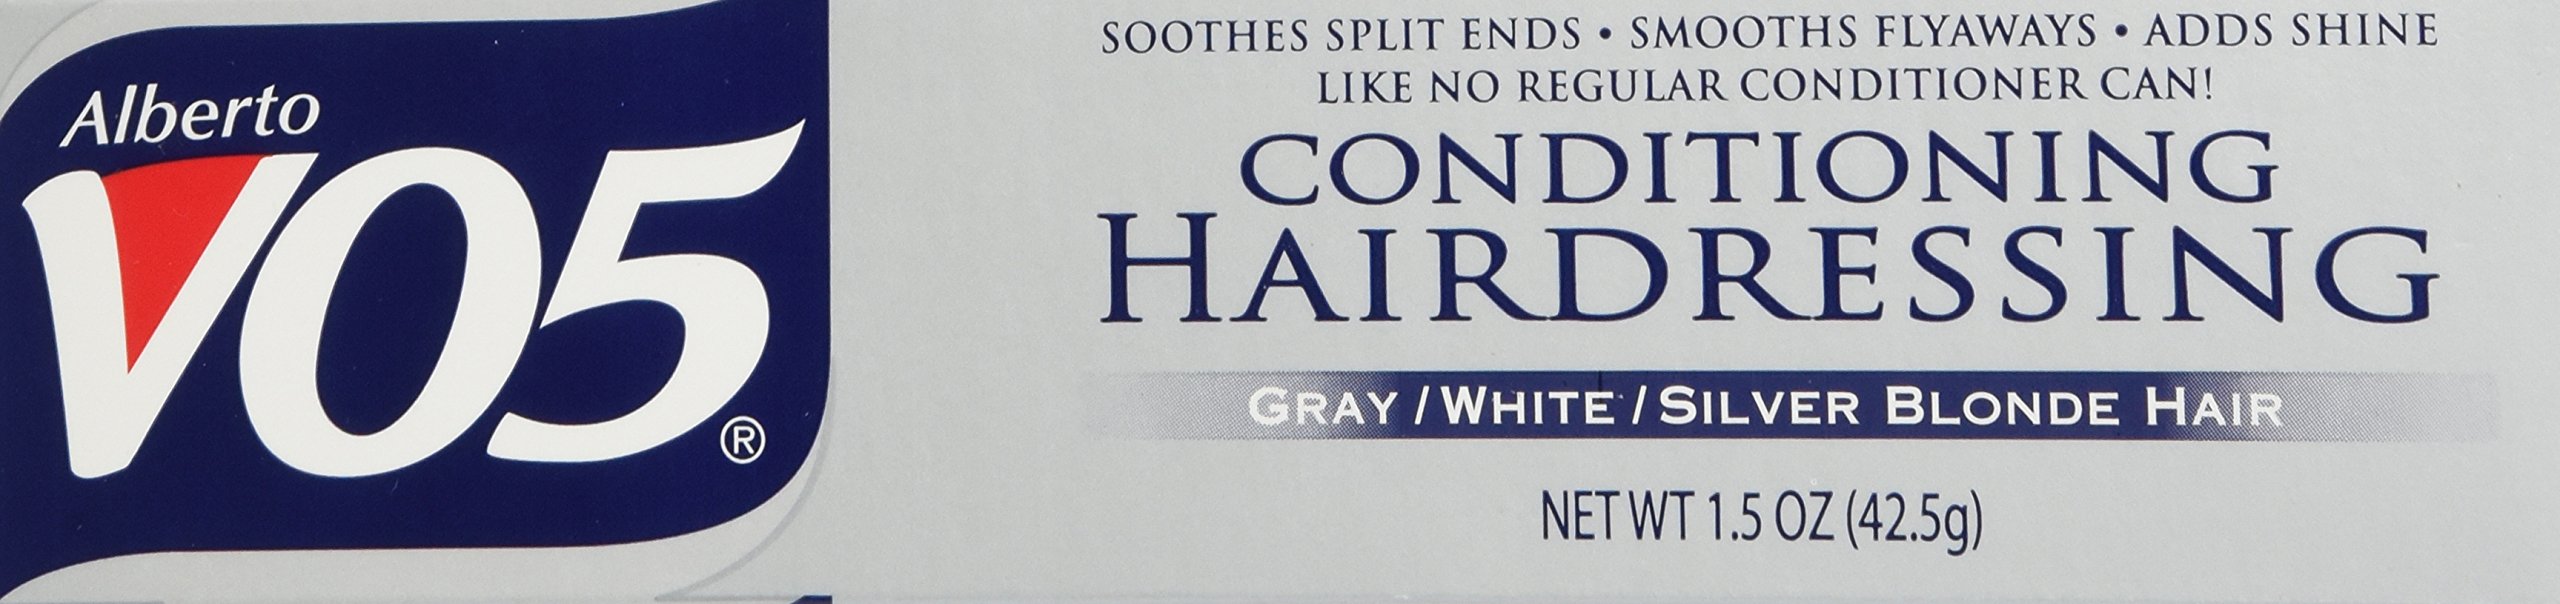 Alberto
VO5®
SOOTHES SPLIT ENDS • SMOOTHS FLYAWAYS • ADDS SHINE
LIKE NO REGULAR CONDITIONER CAN!
CONDITIONING
HAIRDRESSING
GRAY / WHITE / SILVER BLONDE HAIR
NET WT 1.5 OZ (42.5g)